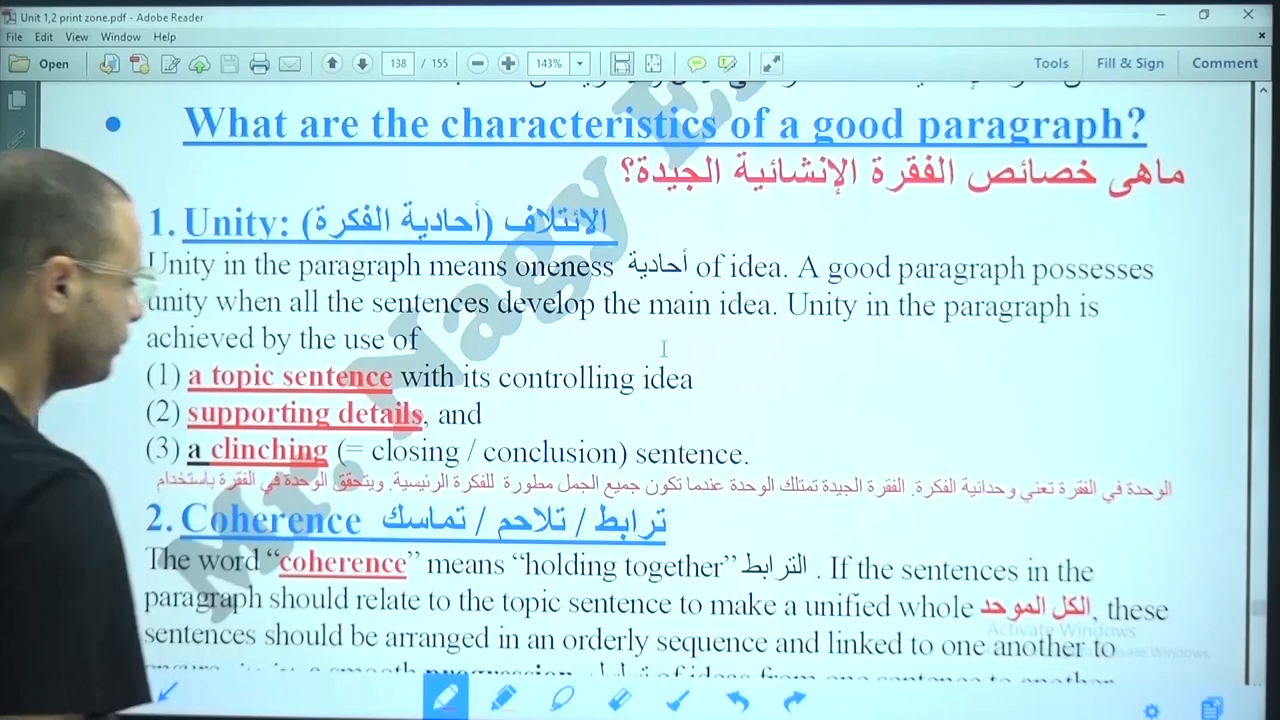 Unit 1,2 print zone.pdf - Adobe Reader
File Edit View Window Help
Open 138 / 155 143% Tools Fill & Sign Comment
What are the characteristics of a good paragraph?
ماهى خصائص الفقرة الإنشائية الجيدة؟
1. Unity: الائتلاف (أحادية الفكرة)
Unity in the paragraph means oneness أحادية of idea. A good paragraph possesses
unity when all the sentences develop the main idea. Unity in the paragraph is
achieved by the use of
(1) a topic sentence with its controlling idea
(2) supporting details, and
(3) a clinching (= closing / conclusion) sentence.
الوحدة في الفقرة تعني وحدانية الفكرة. الفقرة الجيدة تمتلك الوحدة عندما تكون جميع الجمل مطورة للفكرة الرئيسية. ويتحقق الوحدة في الفقرة باستخدام
2. Coherence ترابط / تلاحم / تماسك
The word “coherence” means “holding together” الترابط . If the sentences in the
paragraph should relate to the topic sentence to make a unified whole الكل الموحد, these
sentences should be arranged in an orderly sequence and linked to one another to
Mr. Nagy
Activate Windows